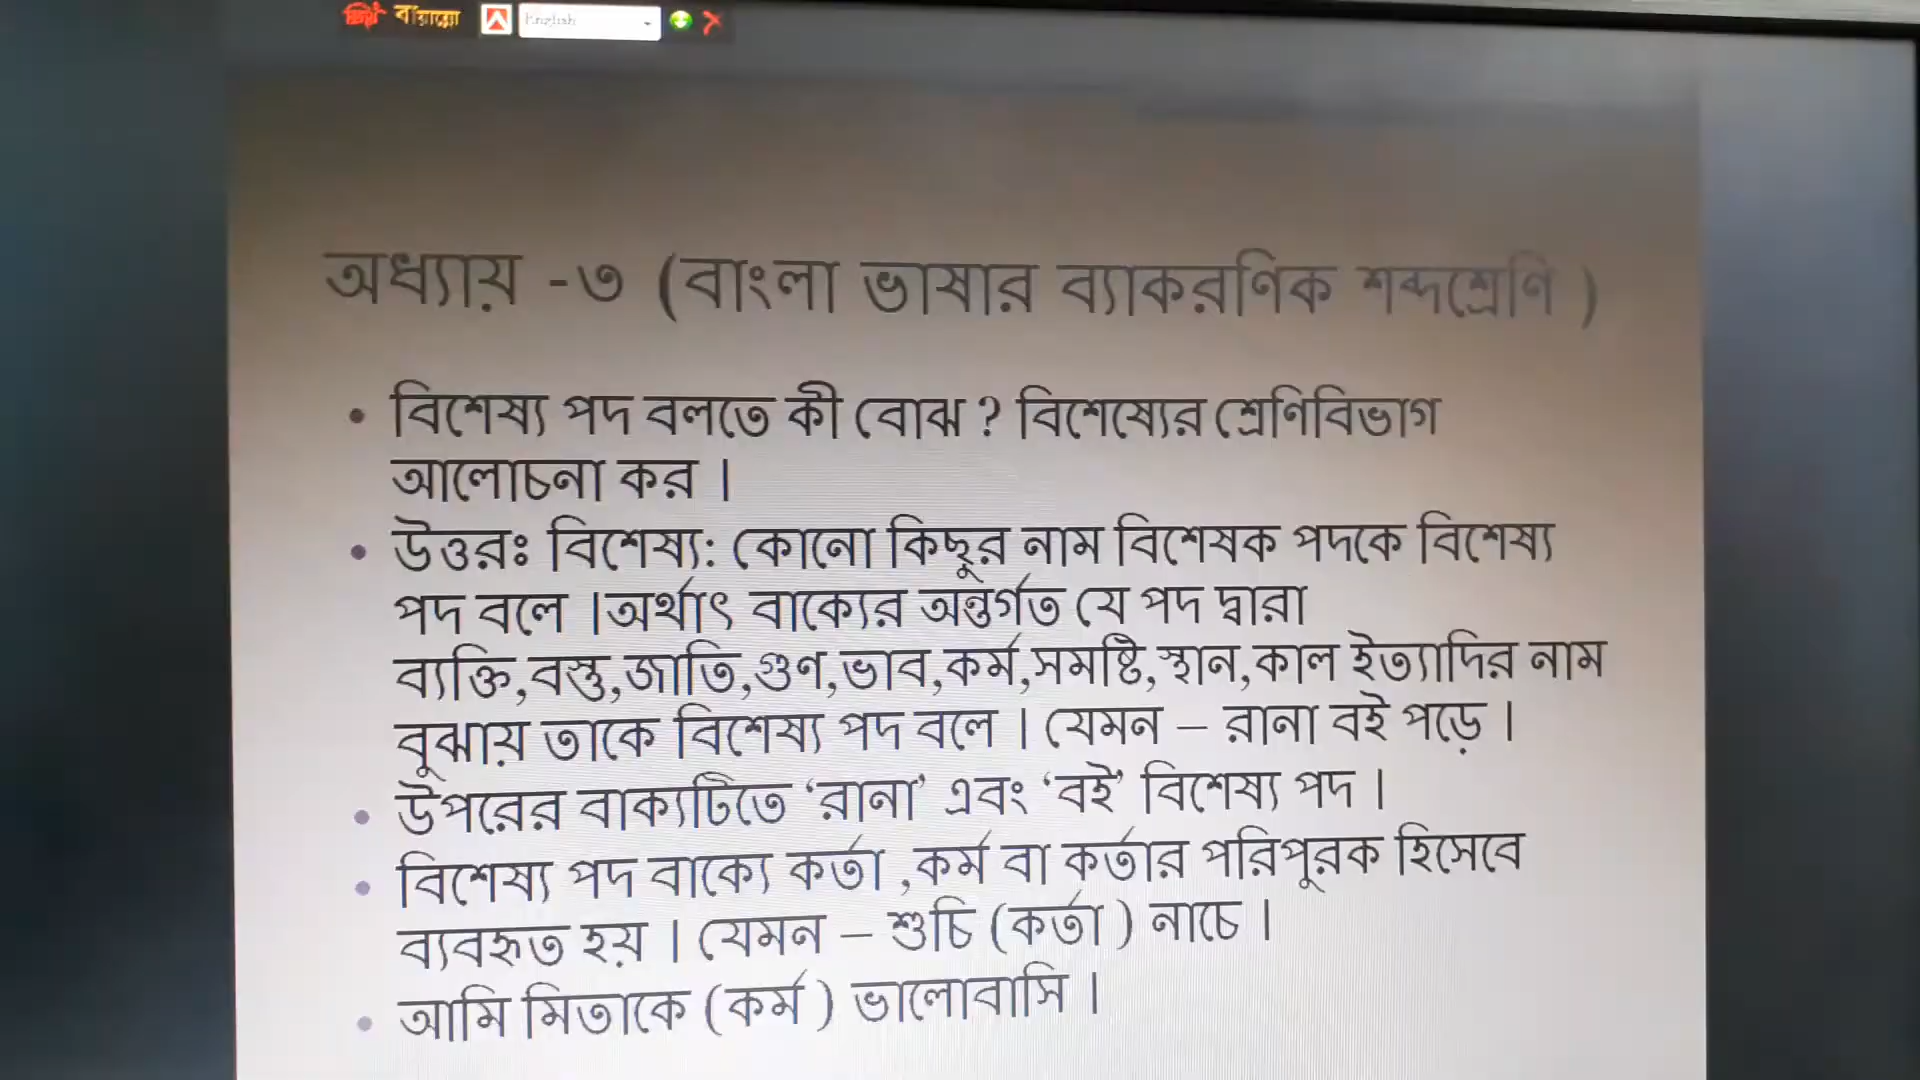 বিজয় বায়ান্নো English
অধ্যায় -৩ (বাংলা ভাষার ব্যাকরণিক শব্দশ্রেণি )
• বিশেষ্য পদ বলতে কী বোঝ ? বিশেষ্যের শ্রেণিবিভাগ
আলোচনা কর ।
• উত্তরঃ বিশেষ্য: কোনো কিছুর নাম বিশেষক পদকে বিশেষ্য
পদ বলে ।অর্থাৎ বাক্যের অন্তর্গত যে পদ দ্বারা
ব্যক্তি,বস্তু,জাতি,গুণ,ভাব,কর্ম,সমষ্টি,স্থান,কাল ইত্যাদির নাম
বুঝায় তাকে বিশেষ্য পদ বলে । যেমন – রানা বই পড়ে ।
• উপরের বাক্যটিতে ‘রানা’ এবং ‘বই’ বিশেষ্য পদ ।
• বিশেষ্য পদ বাক্যে কর্তা ,কর্ম বা কর্তার পরিপূরক হিসেবে
ব্যবহৃত হয় । যেমন – শুচি (কর্তা ) নাচে ।
• আমি মিতাকে (কর্ম ) ভালোবাসি ।